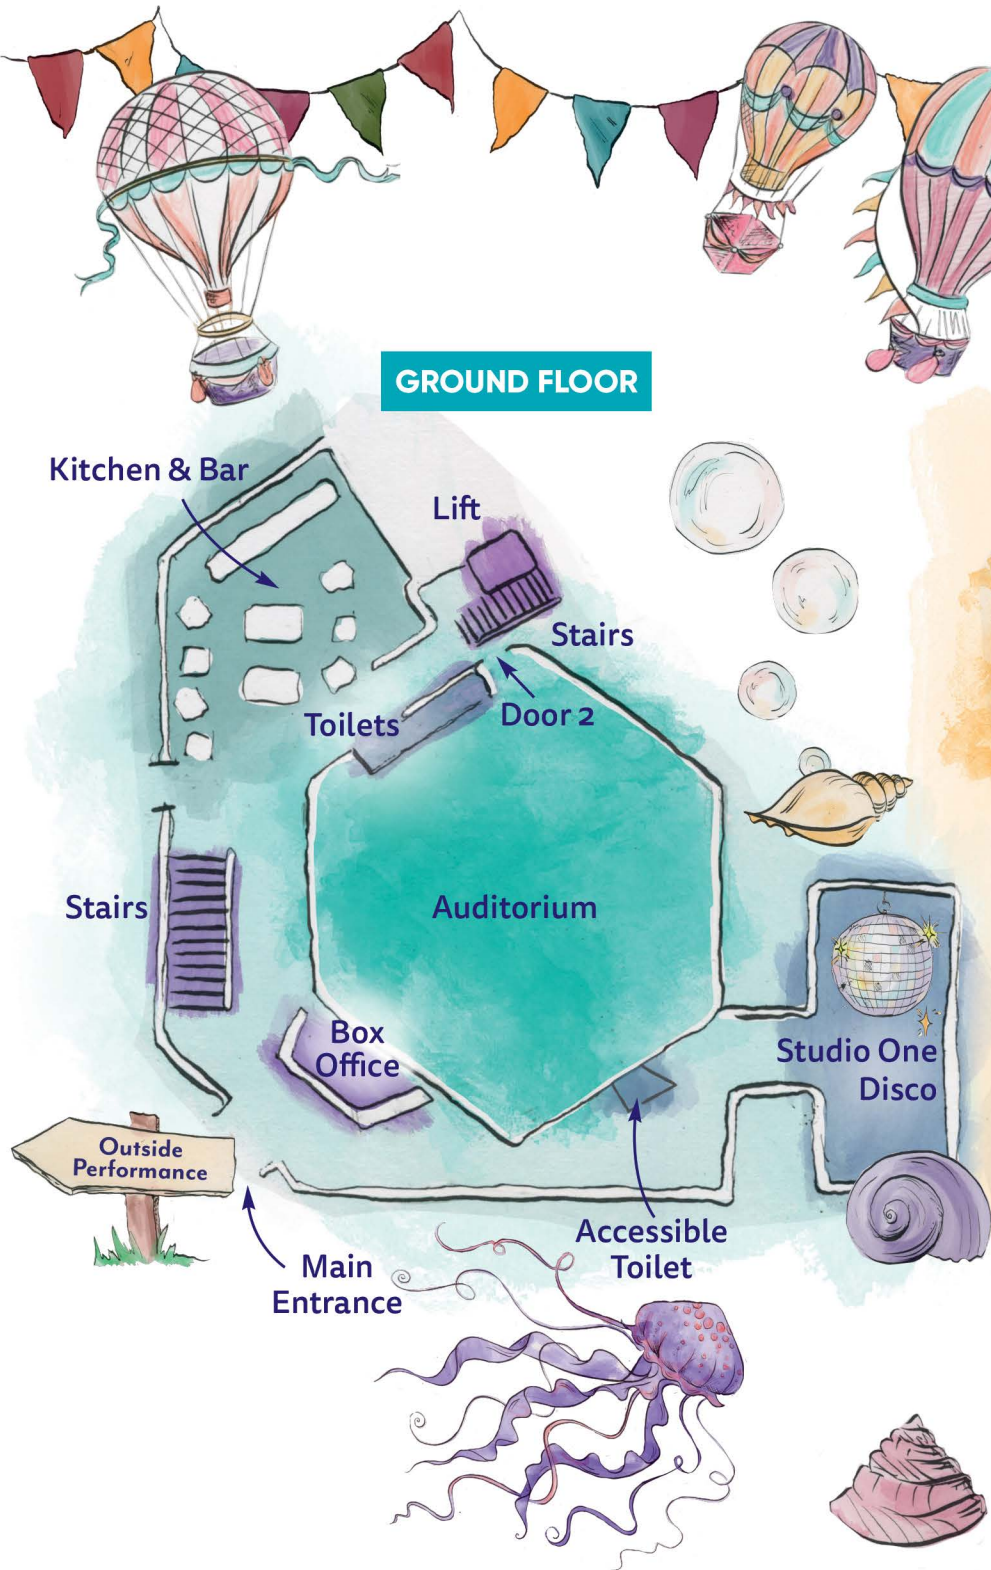 GROUND FLOOR
Kitchen & Bar
Lift
Stairs
Door 2
Toilets
Stairs
Auditorium
Box
Office
Studio One
Disco
Outside
Performance
Accessible
Toilet
Main
Entrance